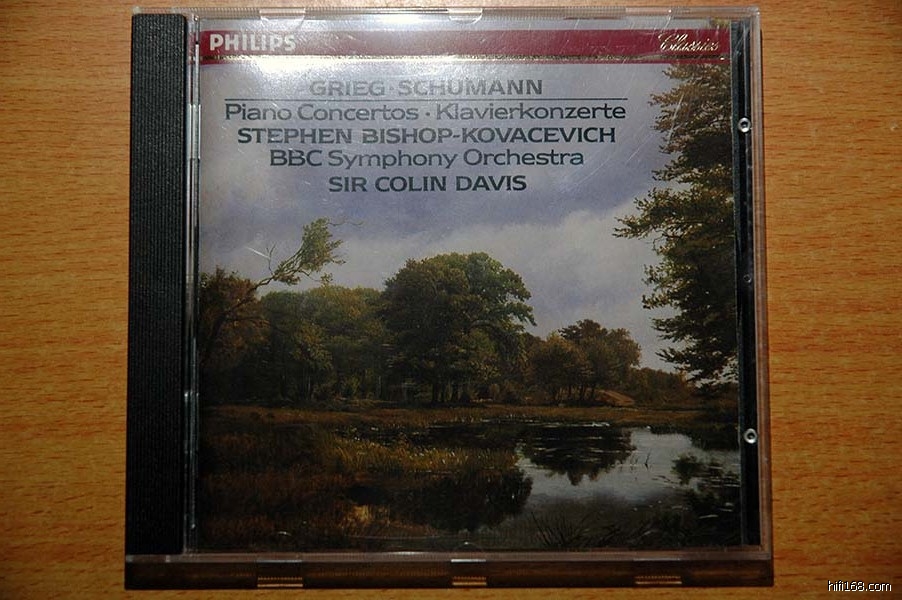 PHILIPS
Classics
GRIEG · SCHUMANN
Piano Concertos · Klavierkonzerte
STEPHEN BISHOP-KOVACEVICH
BBC Symphony Orchestra
SIR COLIN DAVIS
hifi168.com